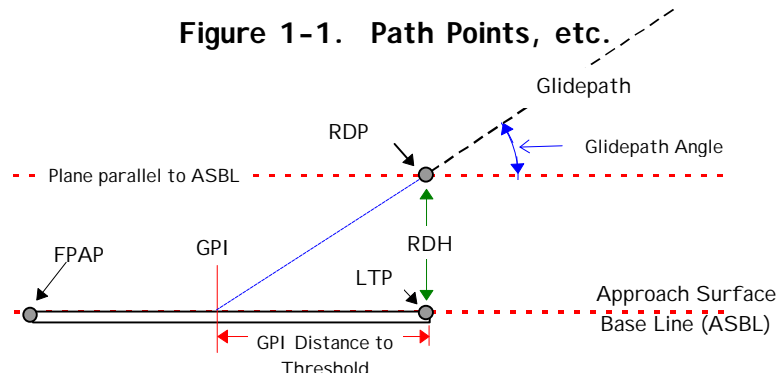 Figure 1-1. Path Points, etc.
Glidepath
RDP
Glidepath Angle
Plane parallel to ASBL
FPAP
GPI
RDH
LTP
Approach Surface
Base Line (ASBL)
GPI Distance to
Threshold